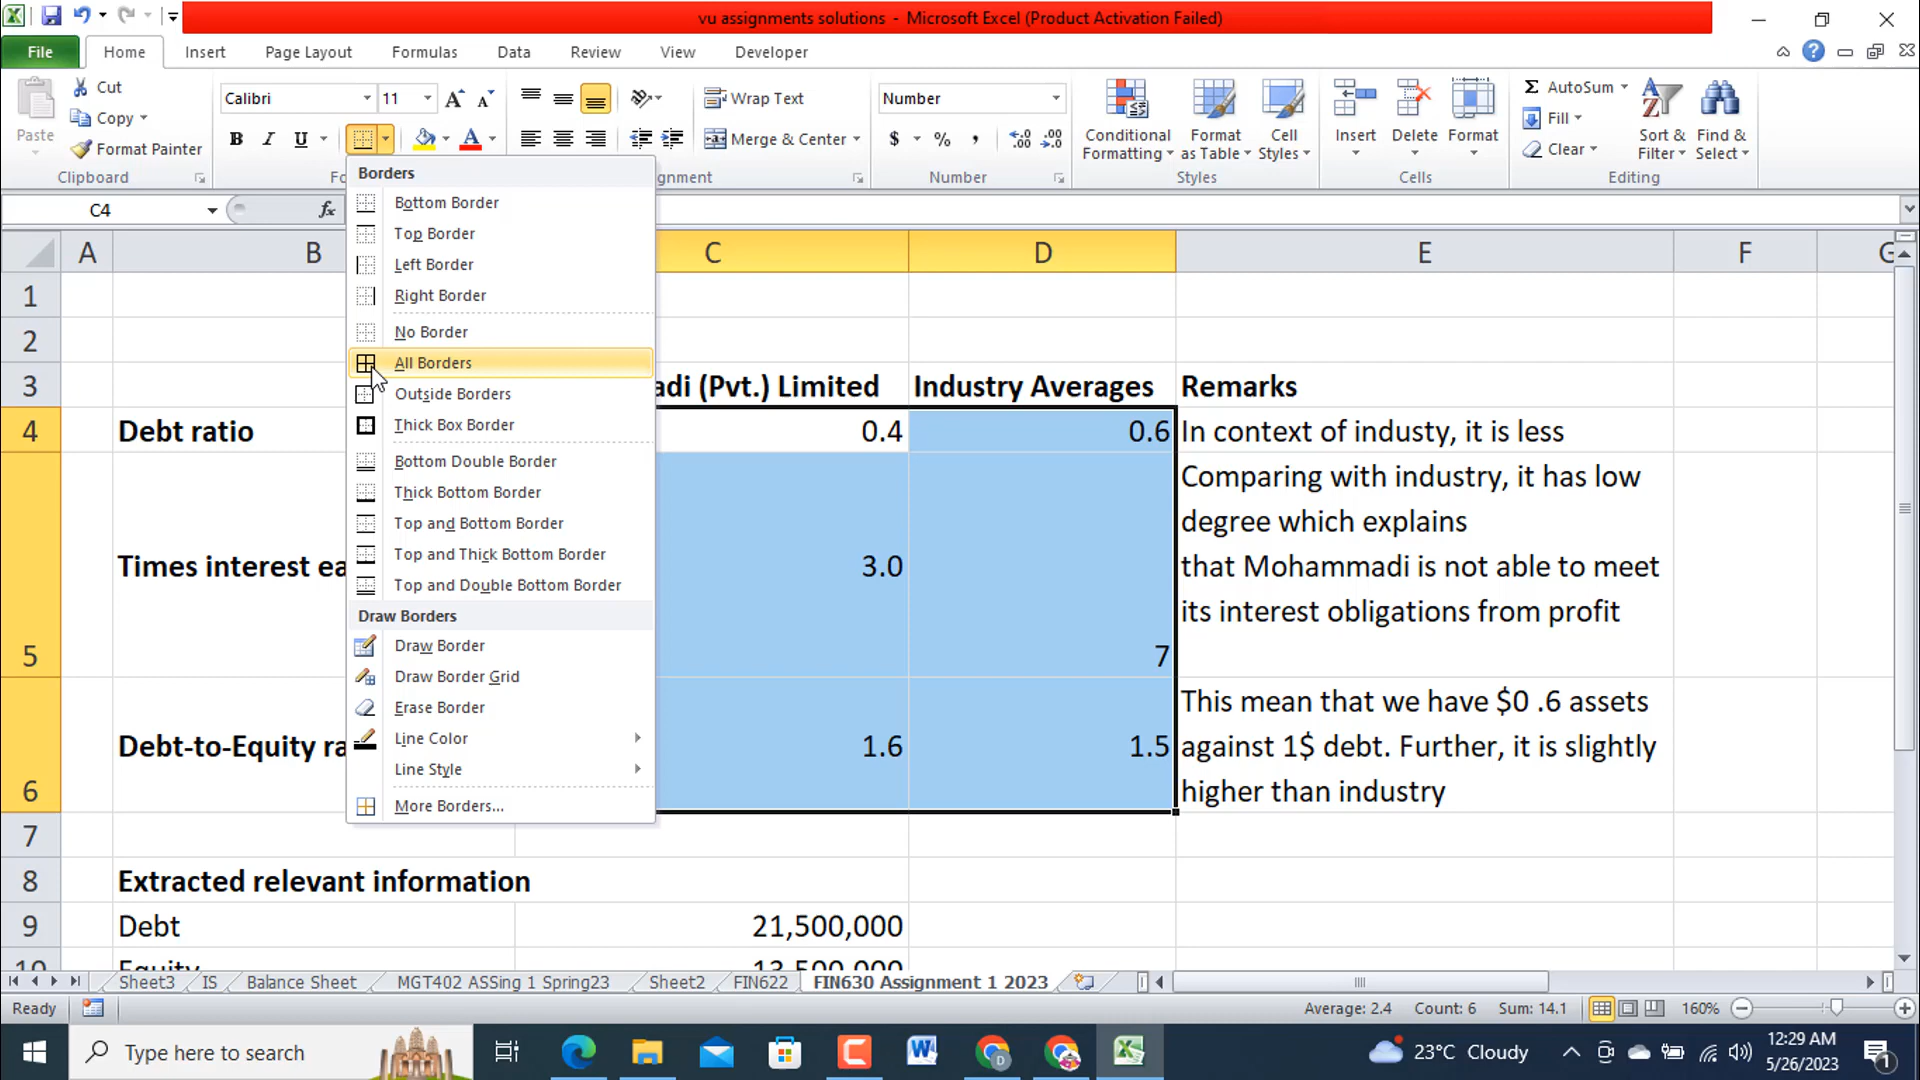 vu assignments solutions - Microsoft Excel (Product Activation Failed)
File Home Insert Page Layout Formulas Data Review View Developer
Paste
Cut
Copy
Format Painter
Clipboard
Calibri 11
B I U
Wrap Text
Merge & Center
Number
$ % ,
Number
Conditional Formatting
Format as Table
Cell Styles
Styles
Insert Delete Format
Cells
Σ AutoSum
Fill
Clear
Sort & Filter
Find & Select
Editing
C4 fx
Borders
Bottom Border
Top Border
Left Border
Right Border
No Border
All Borders
Outside Borders
Thick Box Border
Bottom Double Border
Thick Bottom Border
Top and Bottom Border
Top and Thick Bottom Border
Top and Double Bottom Border
Draw Borders
Draw Border
Draw Border Grid
Erase Border
Line Color
Line Style
More Borders...
A B C D E F G
1
2
3 adi (Pvt.) Limited Industry Averages Remarks
4 Debt ratio 0.4 0.6 In context of industy, it is less
Comparing with industry, it has low
degree which explains
Times interest ea 3.0 that Mohammadi is not able to meet
its interest obligations from profit
5 7
This mean that we have $0 .6 assets
Debt-to-Equity ra 1.6 1.5 against 1$ debt. Further, it is slightly
6 higher than industry
7
8 Extracted relevant information
9 Debt 21,500,000
10 Equity 13,500,000
Sheet3 IS Balance Sheet MGT402 ASSing 1 Spring23 Sheet2 FIN622 FIN630 Assignment 1 2023
Ready Average: 2.4 Count: 6 Sum: 14.1 160%
Type here to search 23°C Cloudy 12:29 AM
5/26/2023
1